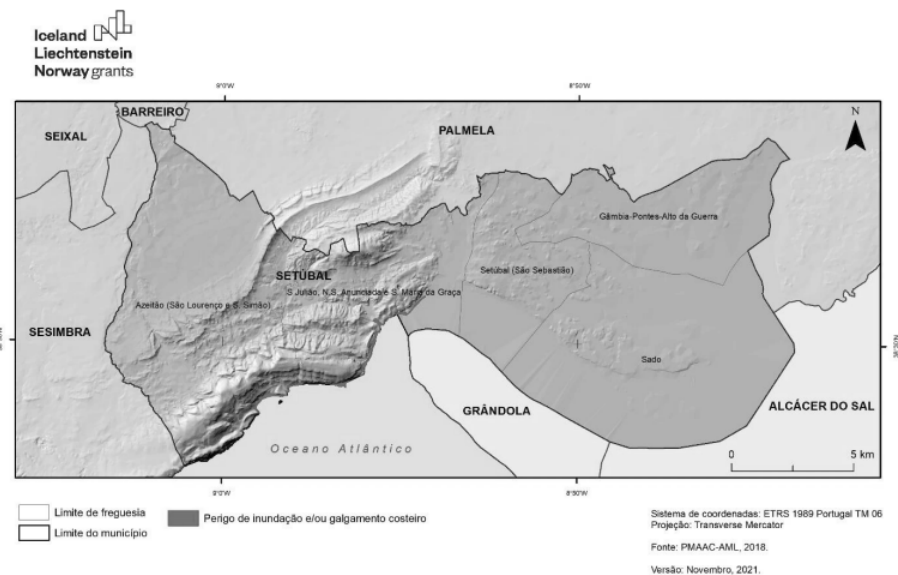 Iceland
Liechtenstein
Norway grants
9°0'W
8°50'W
BARREIRO
SEIXAL
PALMELA
N
Gâmbia-Pontes-Alto da Guerra
SETÚBAL
Setúbal (São Sebastião)
S.Julião, N.S. Anunciada e S. Maria da Graça
Azeitão (São Lourenço e S. Simão)
SESIMBRA
Sado
GRÂNDOLA
ALCÁCER DO SAL
Oceano Atlântico
0 5 km
9°0'W
8°50'W
Limite de freguesia
Limite do município
Perigo de inundação e/ou galgamento costeiro
Sistema de coordenadas: ETRS 1989 Portugal TM 06
Projeção: Transverse Mercator
Fonte: PMAAC-AML, 2018.
Versão: Novembro, 2021.